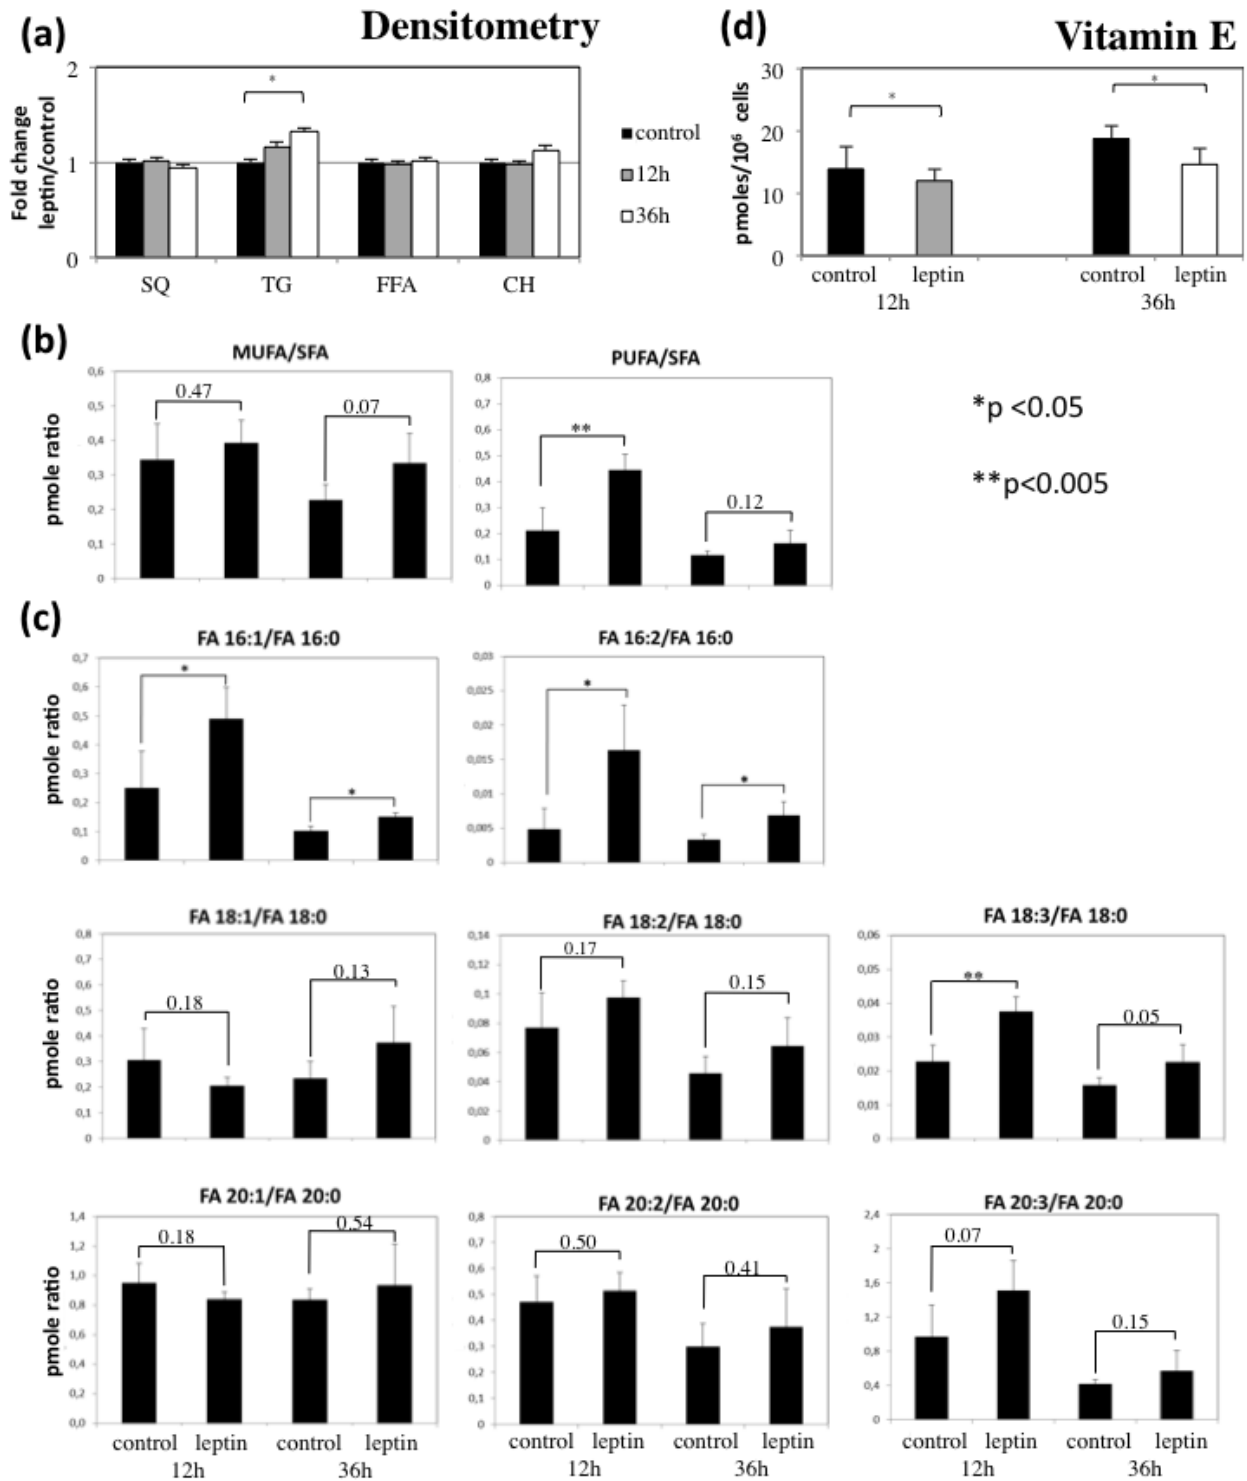 (a)
Densitometry
2
1
0
Fold change
leptin/control
*
SQ
TG
FFA
CH
control
12h
36h
(d)
Vitamin E
30
20
10
0
pmoles/10⁶ cells
*
*
control
leptin
control
leptin
12h
36h
(b)
MUFA/SFA
0,6
0,5
0,4
0,3
0,2
0,1
0
pmole ratio
0.47
0.07
PUFA/SFA
0,8
0,7
0,6
0,5
0,4
0,3
0,2
0,1
0
**
0.12
*p <0.05
**p<0.005
(c)
FA 16:1/FA 16:0
0,7
0,6
0,5
0,4
0,3
0,2
0,1
0
pmole ratio
*
*
FA 16:2/FA 16:0
0,03
0,025
0,02
0,015
0,01
0,005
0
*
*
FA 18:1/FA 18:0
0,8
0,7
0,6
0,5
0,4
0,3
0,2
0,1
0
pmole ratio
0.18
0.13
FA 18:2/FA 18:0
0,14
0,12
0,1
0,08
0,06
0,04
0,02
0
0.17
0.15
FA 18:3/FA 18:0
0,06
0,05
0,04
0,03
0,02
0,01
0
**
0.05
FA 20:1/FA 20:0
1,4
1,2
1,0
0,8
0,6
0,4
0,2
0,0
pmole ratio
0.18
0.54
control
leptin
control
leptin
12h
36h
FA 20:2/FA 20:0
0,8
0,7
0,6
0,5
0,4
0,3
0,2
0,1
0
0.50
0.41
control
leptin
control
leptin
12h
36h
FA 20:3/FA 20:0
2,4
2
1,6
1,2
0,8
0,4
0
0.07
0.15
control
leptin
control
leptin
12h
36h